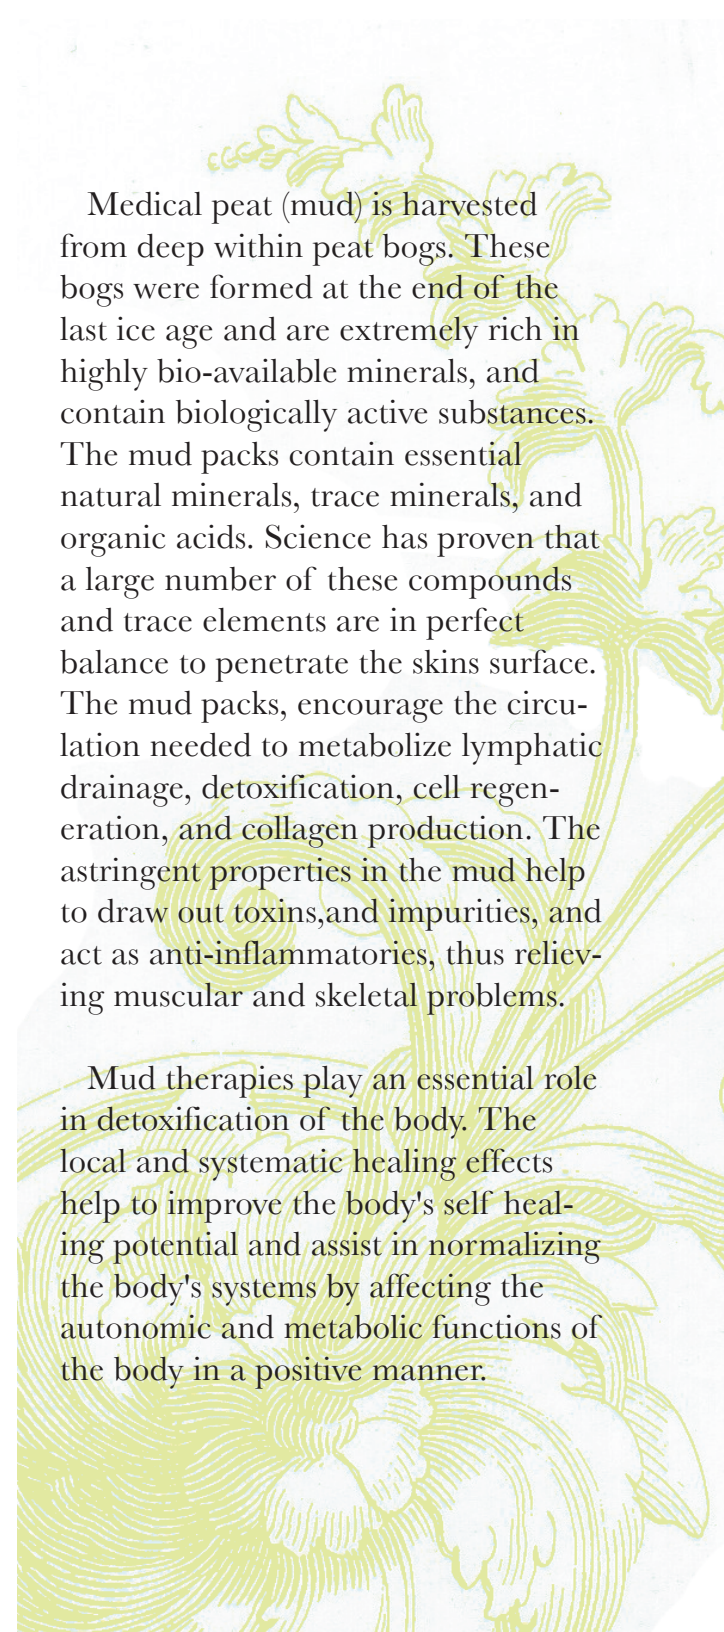 Medical peat (mud) is harvested
from deep within peat bogs. These
bogs were formed at the end of the
last ice age and are extremely rich in
highly bio-available minerals, and
contain biologically active substances.
The mud packs contain essential
natural minerals, trace minerals, and
organic acids. Science has proven that
a large number of these compounds
and trace elements are in perfect
balance to penetrate the skins surface.
The mud packs, encourage the circu-
lation needed to metabolize lymphatic
drainage, detoxification, cell regen-
eration, and collagen production. The
astringent properties in the mud help
to draw out toxins,and impurities, and
act as anti-inflammatories, thus reliev-
ing muscular and skeletal problems.
Mud therapies play an essential role
in detoxification of the body. The
local and systematic healing effects
help to improve the body's self heal-
ing potential and assist in normalizing
the body's systems by affecting the
autonomic and metabolic functions of
the body in a positive manner.